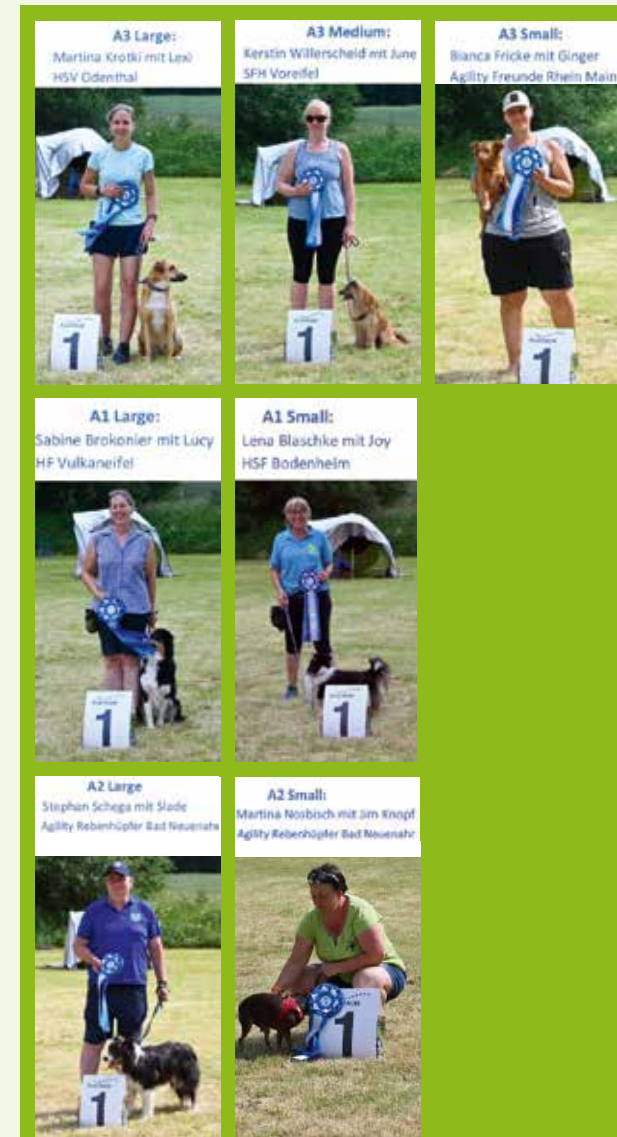 A3 Large:
Martina Krotki mit Lexi
HSV Odenthal
A3 Medium:
Kerstin Willerscheid mit June
SFH Voreifel
A3 Small:
Bianca Fricke mit Ginger
Agility Freunde Rhein Main
1
1
1
A1 Large:
Sabine Brokonier mit Lucy
HF Vulkaneifel
A1 Small:
Lena Blaschke mit Joy
HSF Bodenheim
1
1
A2 Large
Stephan Schega mit Slade
Agility Rebenhüpfer Bad Neuenahr
A2 Small:
Martina Nosbisch mit Jim Knopf
Agility Rebenhüpfer Bad Neuenahr
1
1